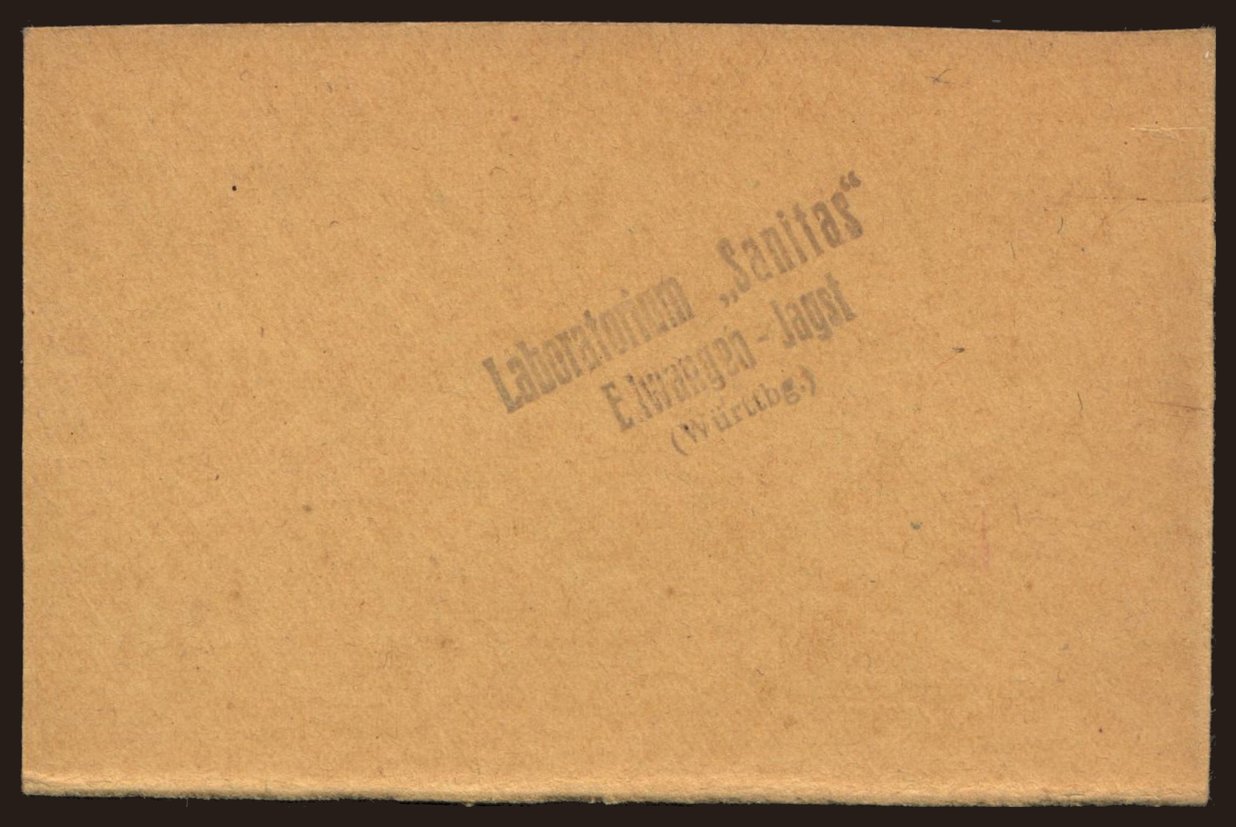 Laboratorium „Sanitas“
Ellwangen - Jagst
(Württbg.)